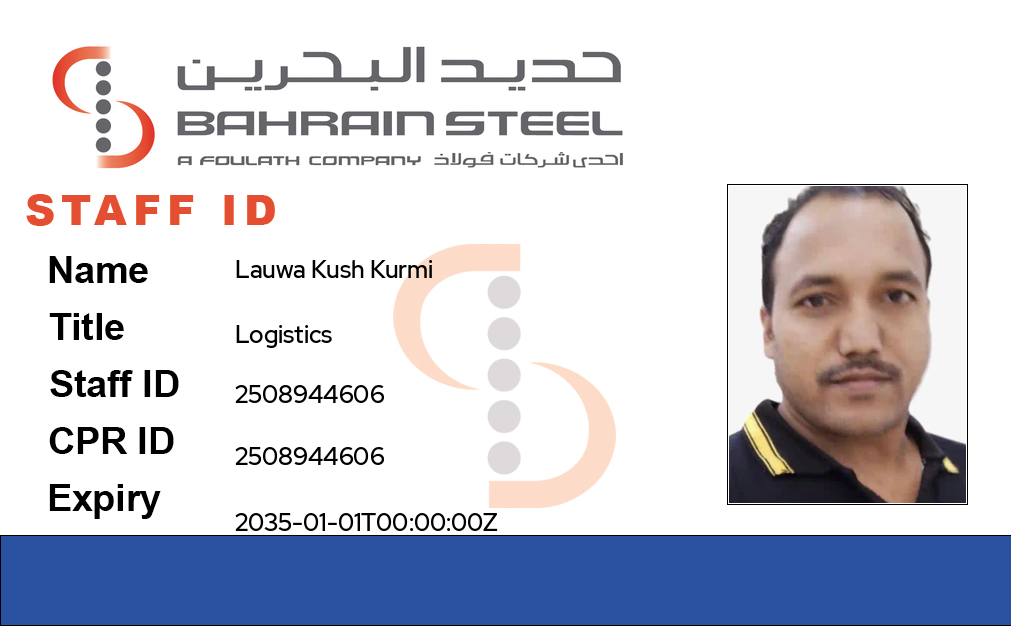 حديد البحرين
BAHRAIN STEEL
A FOULATH COMPANY احدى شركات فولاذ
STAFF ID
Name Lauwa Kush Kurmi
Title Logistics
Staff ID 2508944606
CPR ID 2508944606
Expiry 2035-01-01T00:00:00Z